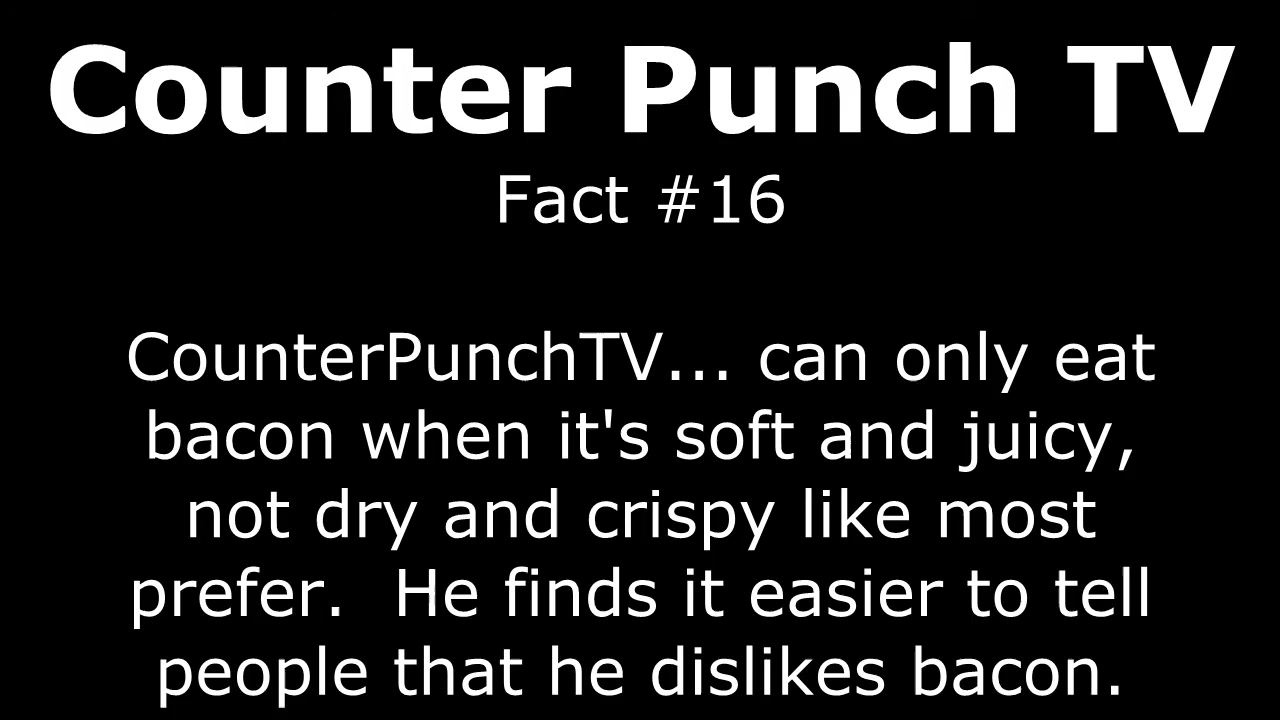 Counter Punch TV
Fact #16
CounterPunchTV... can only eat
bacon when it's soft and juicy,
not dry and crispy like most
prefer.  He finds it easier to tell
people that he dislikes bacon.